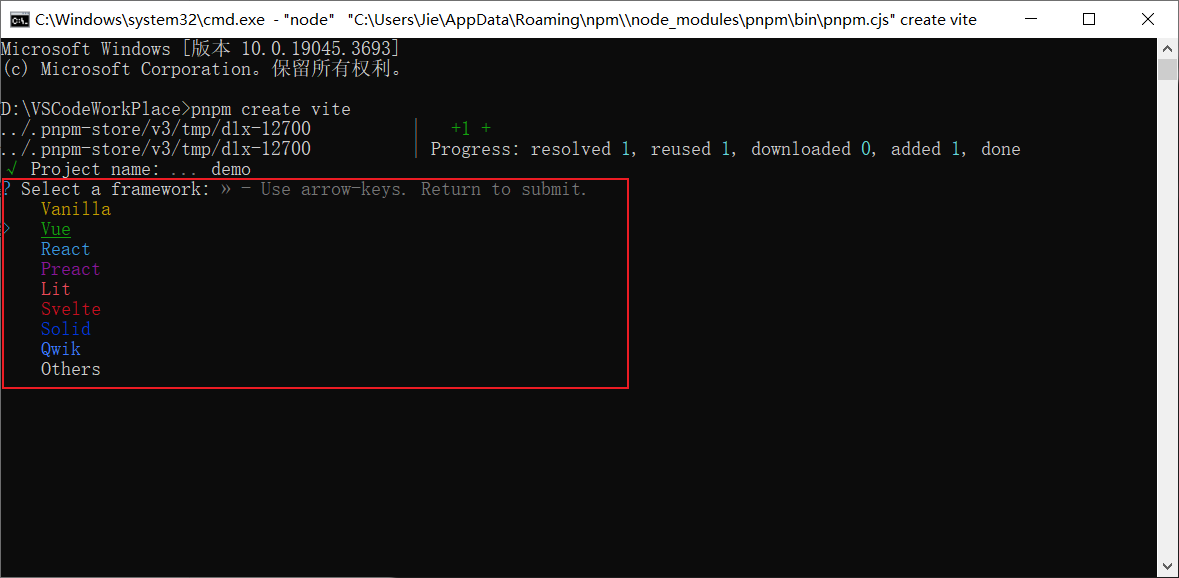 C:\Windows\system32\cmd.exe - "node" "C:\Users\Jie\AppData\Roaming\npm\\node_modules\pnpm\bin\pnpm.cjs" create vite
Microsoft Windows [版本 10.0.19045.3693]
(c) Microsoft Corporation。保留所有权利。
D:\VSCodeWorkPlace>pnpm create vite
../.pnpm-store/v3/tmp/dlx-12700 | +1 +
../.pnpm-store/v3/tmp/dlx-12700 | Progress: resolved 1, reused 1, downloaded 0, added 1, done
√ Project name: ... demo
? Select a framework: » - Use arrow-keys. Return to submit.
Vanilla
> Vue
React
Preact
Lit
Svelte
Solid
Qwik
Others